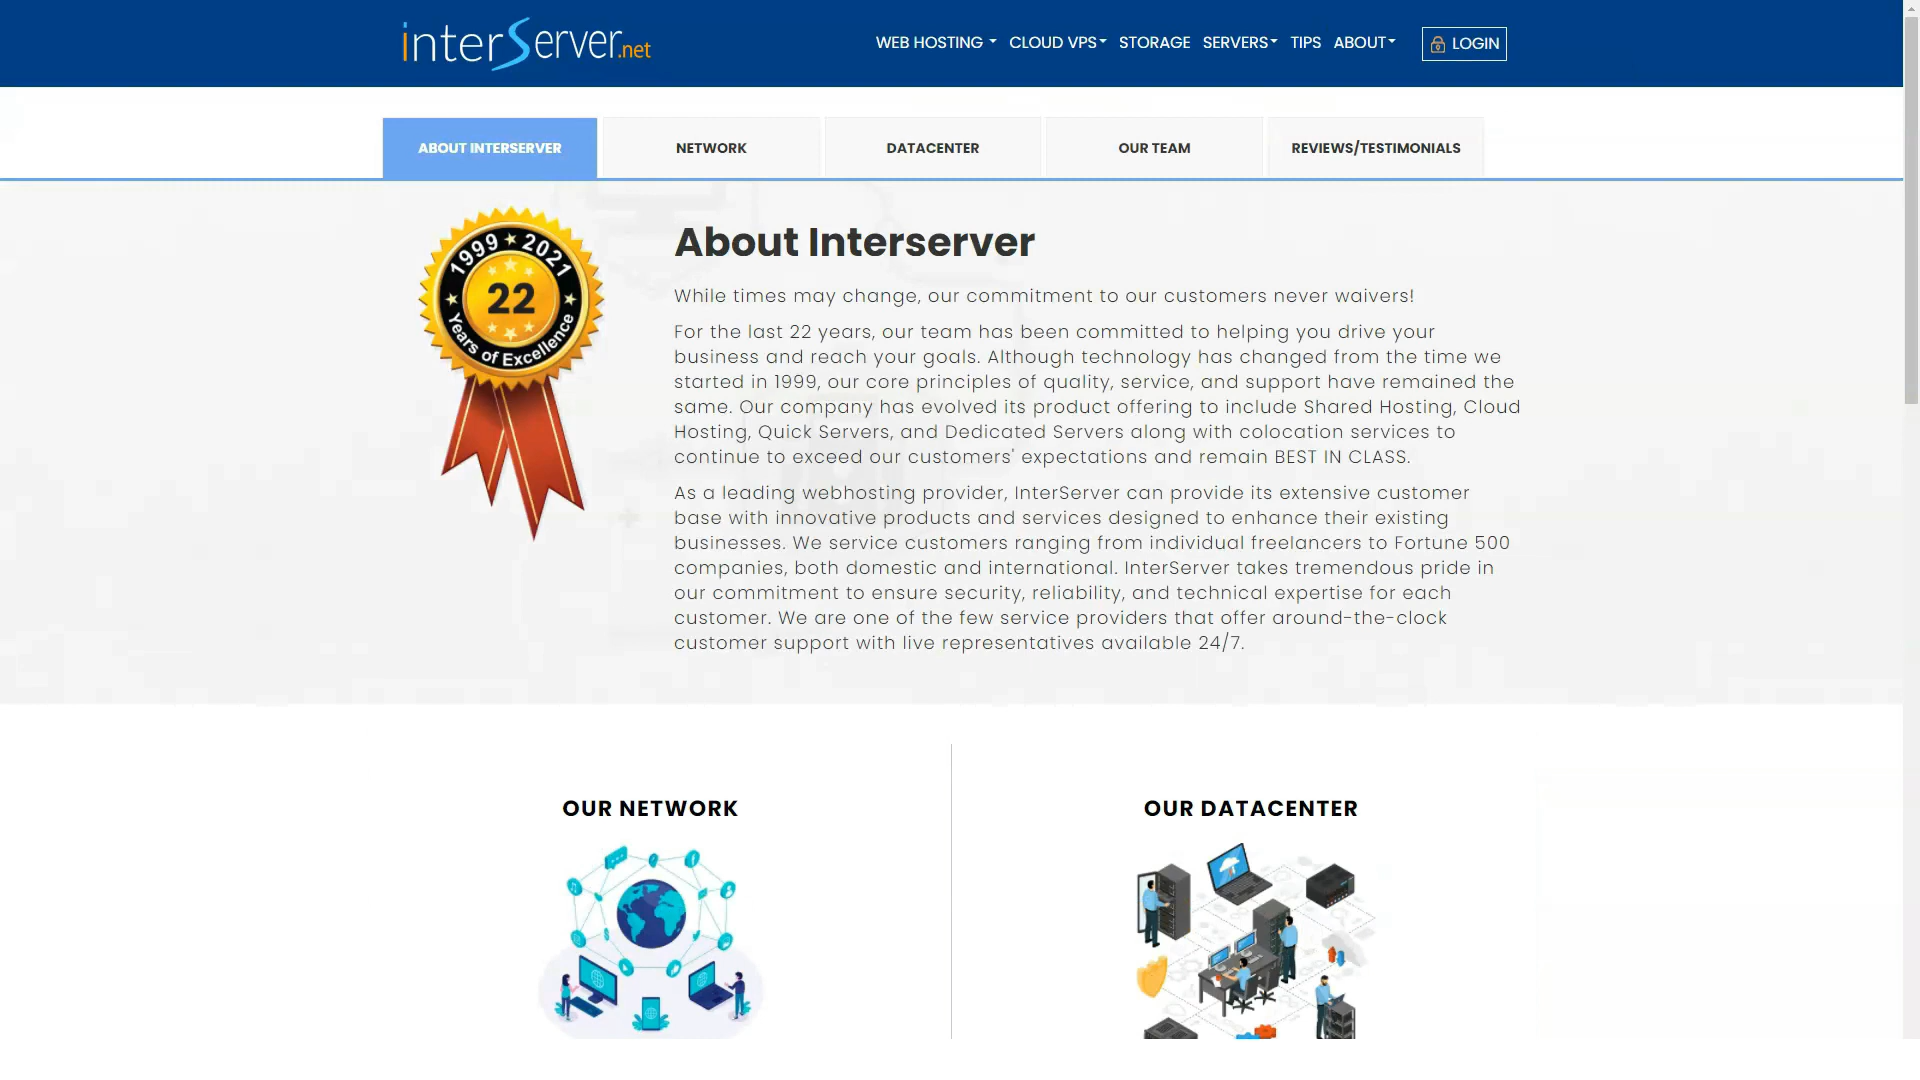 interServer.net
WEB HOSTING CLOUD VPS STORAGE SERVERS TIPS ABOUT LOGIN
ABOUT INTERSERVER NETWORK DATACENTER OUR TEAM REVIEWS/TESTIMONIALS
1999 ★ 2021
22
Years of Excellence
About Interserver
While times may change, our commitment to our customers never waivers!
For the last 22 years, our team has been committed to helping you drive your
business and reach your goals. Although technology has changed from the time we
started in 1999, our core principles of quality, service, and support have remained the
same. Our company has evolved its product offering to include Shared Hosting, Cloud
Hosting, Quick Servers, and Dedicated Servers along with colocation services to
continue to exceed our customers' expectations and remain BEST IN CLASS.
As a leading webhosting provider, InterServer can provide its extensive customer
base with innovative products and services designed to enhance their existing
businesses. We service customers ranging from individual freelancers to Fortune 500
companies, both domestic and international. InterServer takes tremendous pride in
our commitment to ensure security, reliability, and technical expertise for each
customer. We are one of the few service providers that offer around-the-clock
customer support with live representatives available 24/7.
OUR NETWORK
OUR DATACENTER